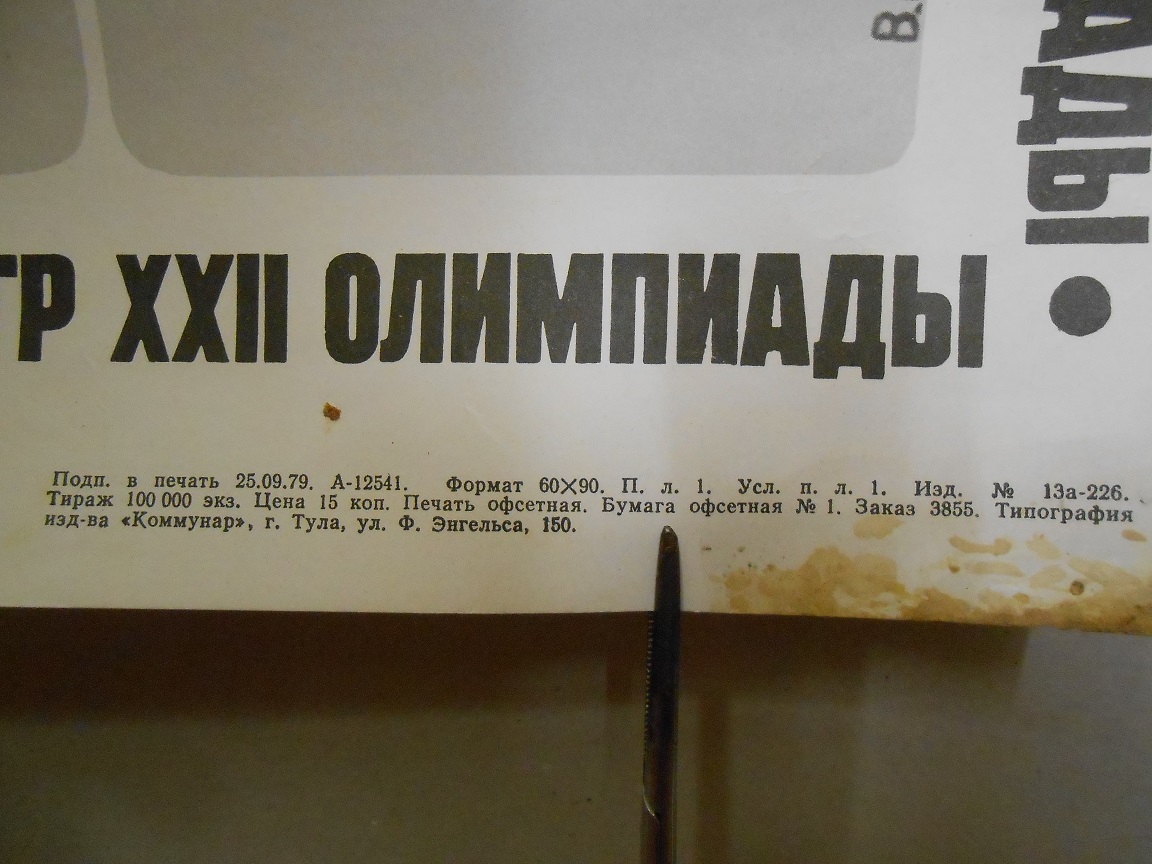 В.
АДЫ •
ГР XXII ОЛИМПИАДЫ
Подп. в печать 25.09.79. А-12541. Формат 60×90. П. л. 1. Усл. п. л. 1. Изд. № 13а-226.
Тираж 100 000 экз. Цена 15 коп. Печать офсетная. Бумага офсетная № 1. Заказ 3855. Типография
изд-ва «Коммунар», г. Тула, ул. Ф. Энгельса, 150.